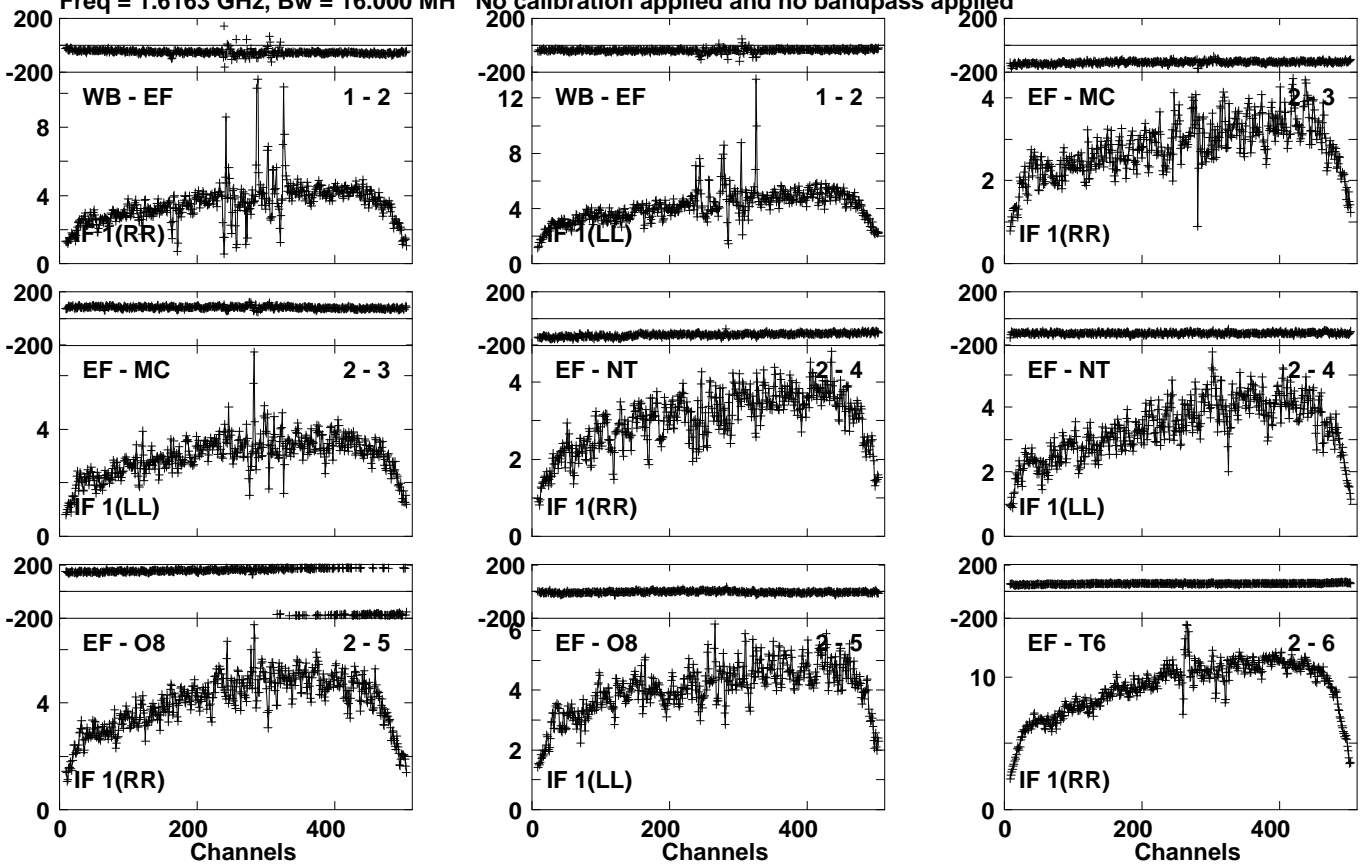 Freq = 1.6163 GHz, Bw = 16.000 MH No calibration applied and no bandpass applied
200
-200
WB - EF 1 - 2
8
4
0
IF 1(RR)
200
-200
WB - EF 1 - 2
12
8
4
0
IF 1(LL)
200
-200
EF - MC 2 - 3
4
2
0
IF 1(RR)
200
-200
EF - MC 2 - 3
4
0
IF 1(LL)
200
-200
EF - NT 2 - 4
4
2
0
IF 1(RR)
200
-200
EF - NT 2 - 4
4
2
0
IF 1(LL)
200
-200
EF - O8 2 - 5
4
0
IF 1(RR)
0 200 400
Channels
200
-200
6
EF - O8 2 - 5
4
2
0
IF 1(LL)
0 200 400
Channels
200
-200
EF - T6 2 - 6
10
0
IF 1(RR)
0 200 400
Channels